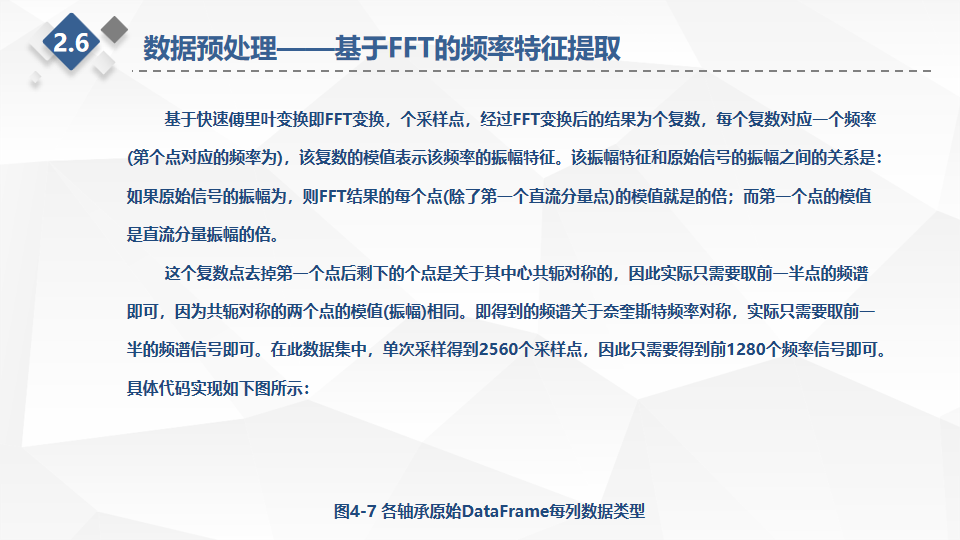 2.6
数据预处理——基于FFT的频率特征提取
基于快速傅里叶变换即FFT变换，个采样点，经过FFT变换后的结果为个复数，每个复数对应一个频率
(第个点对应的频率为)，该复数的模值表示该频率的振幅特征。该振幅特征和原始信号的振幅之间的关系是：
如果原始信号的振幅为，则FFT结果的每个点(除了第一个直流分量点)的模值就是的倍；而第一个点的模值
是直流分量振幅的倍。
这个复数点去掉第一个点后剩下的个点是关于其中心共轭对称的，因此实际只需要取前一半点的频谱
即可，因为共轭对称的两个点的模值(振幅)相同。即得到的频谱关于奈奎斯特频率对称，实际只需要取前一
半的频谱信号即可。在此数据集中，单次采样得到2560个采样点，因此只需要得到前1280个频率信号即可。
具体代码实现如下图所示：
图4-7 各轴承原始DataFrame每列数据类型